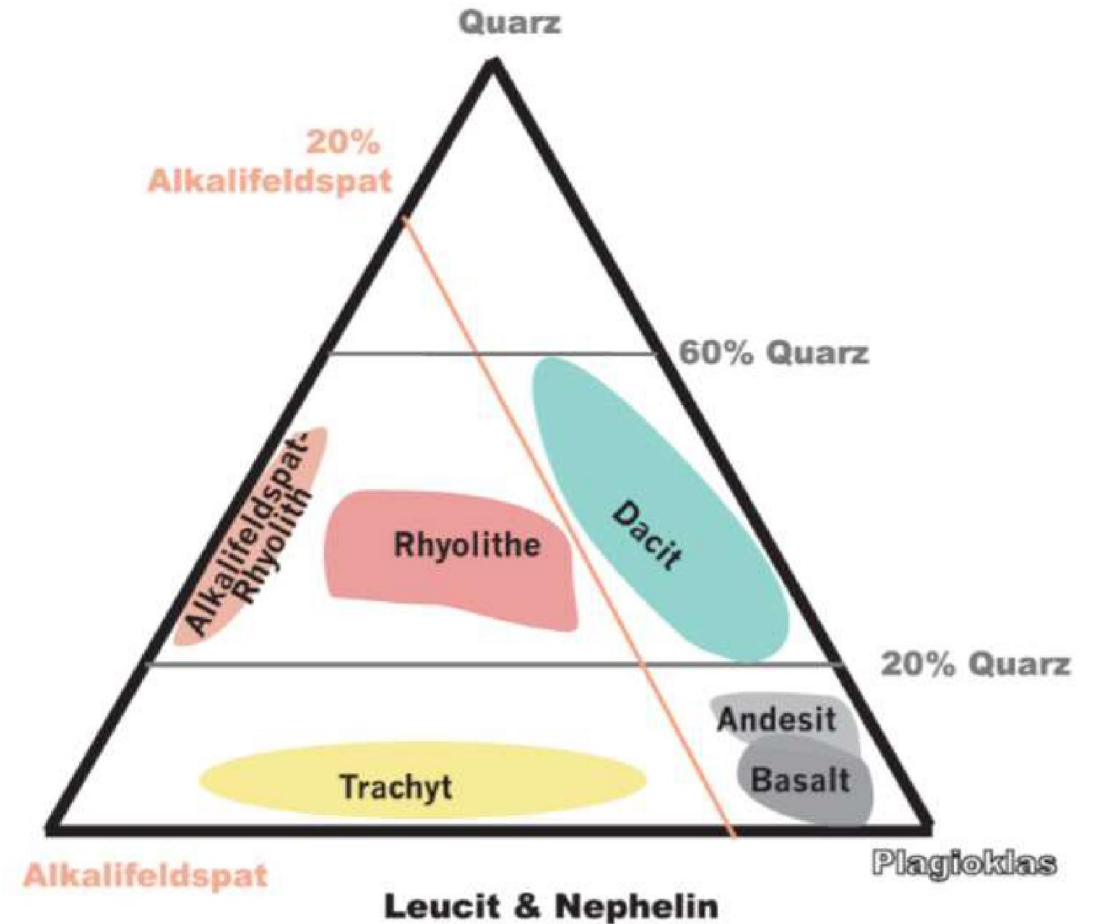 Quarz
20%
Alkalifeldspat
60% Quarz
Alkalifeldspat-
Rhyolith
Rhyolithe
Dacit
20% Quarz
Andesit
Basalt
Trachyt
Alkalifeldspat
Plagioklas
Leucit & Nephelin